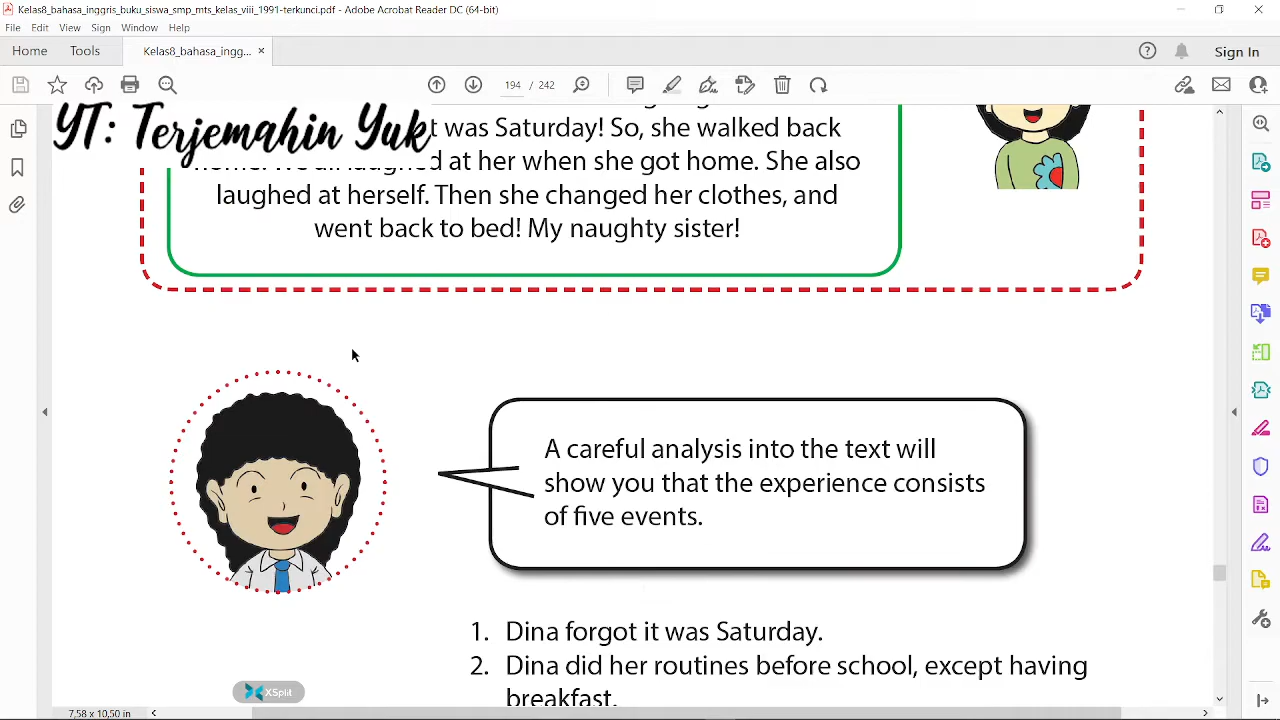 Kelas8_bahasa_inggris_buku_siswa_smp_mts_kelas_viii_1991-terkunci.pdf - Adobe Acrobat Reader DC (64-bit)
File Edit View Sign Window Help
Home Tools Kelas8_bahasa_ingg... × Sign In
194 / 242
YT: Terjemahin Yuk
t was Saturday! So, she walked back
at her when she got home. She also
laughed at herself. Then she changed her clothes, and
went back to bed! My naughty sister!
A careful analysis into the text will
show you that the experience consists
of five events.
1. Dina forgot it was Saturday.
2. Dina did her routines before school, except having
breakfast.
XSplit
7,58 x 10,50 in